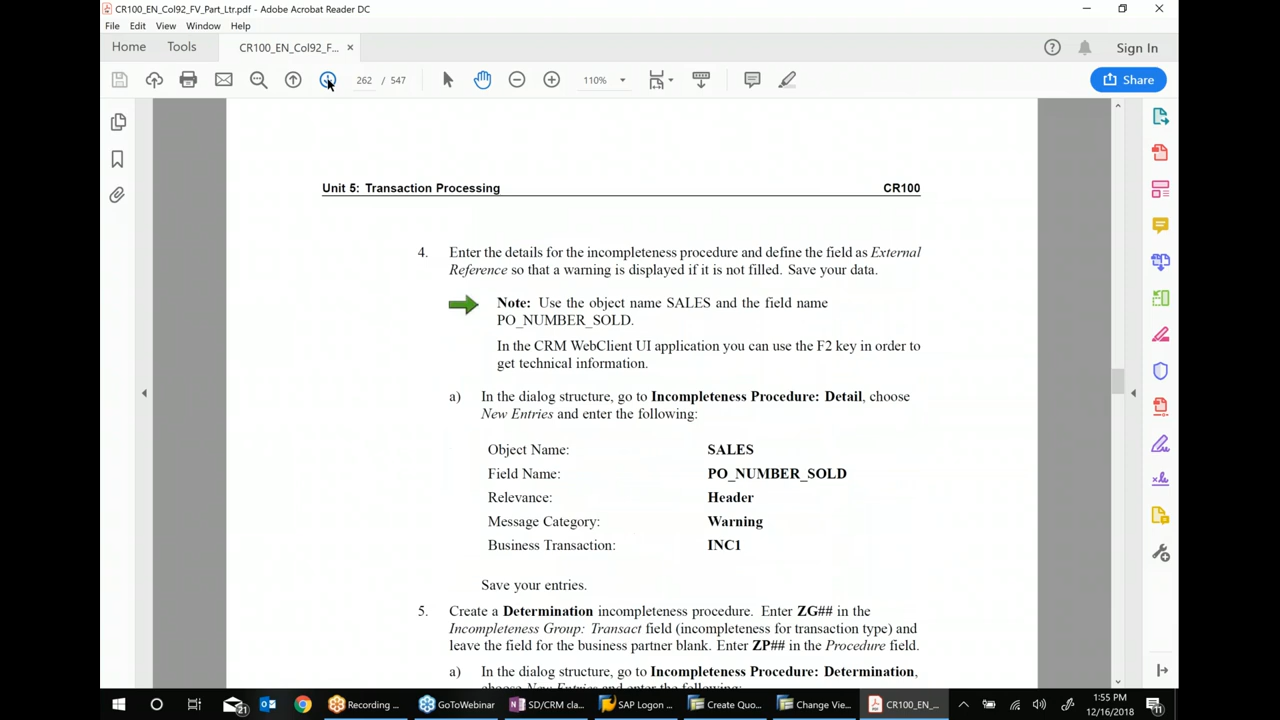 CR100_EN_Col92_FV_Part_Ltr.pdf - Adobe Acrobat Reader DC
File Edit View Window Help
Home Tools CR100_EN_Col92_F... × Sign In
262 / 547 110% Share
Unit 5: Transaction Processing CR100
4. Enter the details for the incompleteness procedure and define the field as External
Reference so that a warning is displayed if it is not filled. Save your data.
Note: Use the object name SALES and the field name
PO_NUMBER_SOLD.
In the CRM WebClient UI application you can use the F2 key in order to
get technical information.
a) In the dialog structure, go to Incompleteness Procedure: Detail, choose
New Entries and enter the following:
Object Name: SALES
Field Name: PO_NUMBER_SOLD
Relevance: Header
Message Category: Warning
Business Transaction: INC1
Save your entries.
5. Create a Determination incompleteness procedure. Enter ZG## in the
Incompleteness Group: Transact field (incompleteness for transaction type) and
leave the field for the business partner blank. Enter ZP## in the Procedure field.
a) In the dialog structure, go to Incompleteness Procedure: Determination,
choose New Entries and enter the following:
21 Recording ... GoToWebinar SD/CRM cla... SAP Logon ... Create Quo... Change Vie... CR100_EN_... 1:55 PM
12/16/2018 11